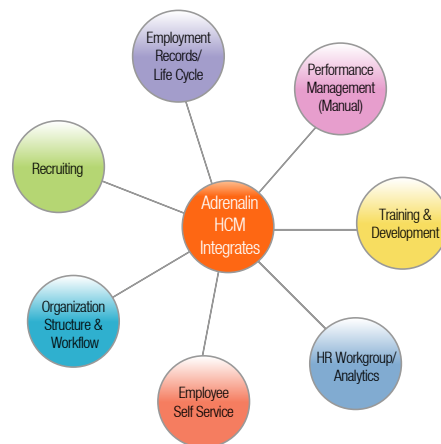 Employment
Records/
Life Cycle
Performance
Management
(Manual)
Recruiting
Adrenalin
HCM
Integrates
Training &
Development
Organization
Structure &
Workflow
HR Workgroup/
Analytics
Employee
Self Service